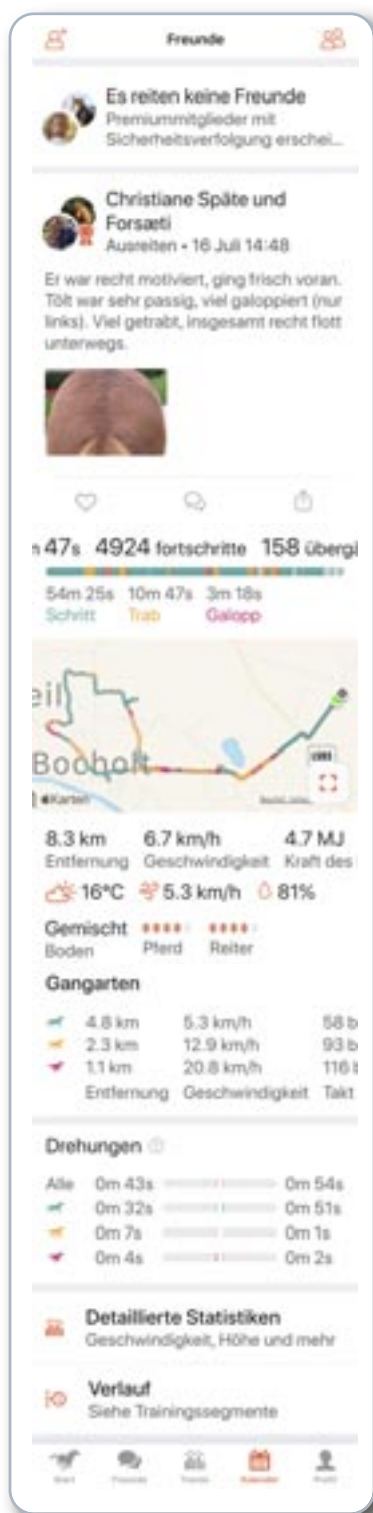 Freunde
Es reiten keine Freunde
Premiummitglieder mit
Sicherheitsverfolgung erschei...
Christiane Späte und
Forsæti
Ausreiten • 16 Juli 14:48
Er war recht motiviert, ging frisch voran.
Tölt war sehr passig, viel galoppiert (nur
links). Viel getrabt, insgesamt recht flott
unterwegs.
47s 4924 fortschritte 158 übergä
54m 25s 10m 47s 3m 18s
Schritt Trab Galopp
eil
Bocholt
Karten
8.3 km 6.7 km/h 4.7 MJ
Entfernung Geschwindigkeit Kraft des
16°C 5.3 km/h 81%
Gemischt
Boden Pferd Reiter
Gangarten
4.8 km 5.3 km/h 58 b
2.3 km 12.9 km/h 93 b
1.1 km 20.8 km/h 116 b
Entfernung Geschwindigkeit Takt
Drehungen
Alle 0m 43s 0m 54s
0m 32s 0m 51s
0m 7s 0m 1s
0m 4s 0m 2s
Detaillierte Statistiken
Geschwindigkeit, Höhe und mehr
Verlauf
Siehe Trainingssegmente
Start Freunde Trends Kalender Profil